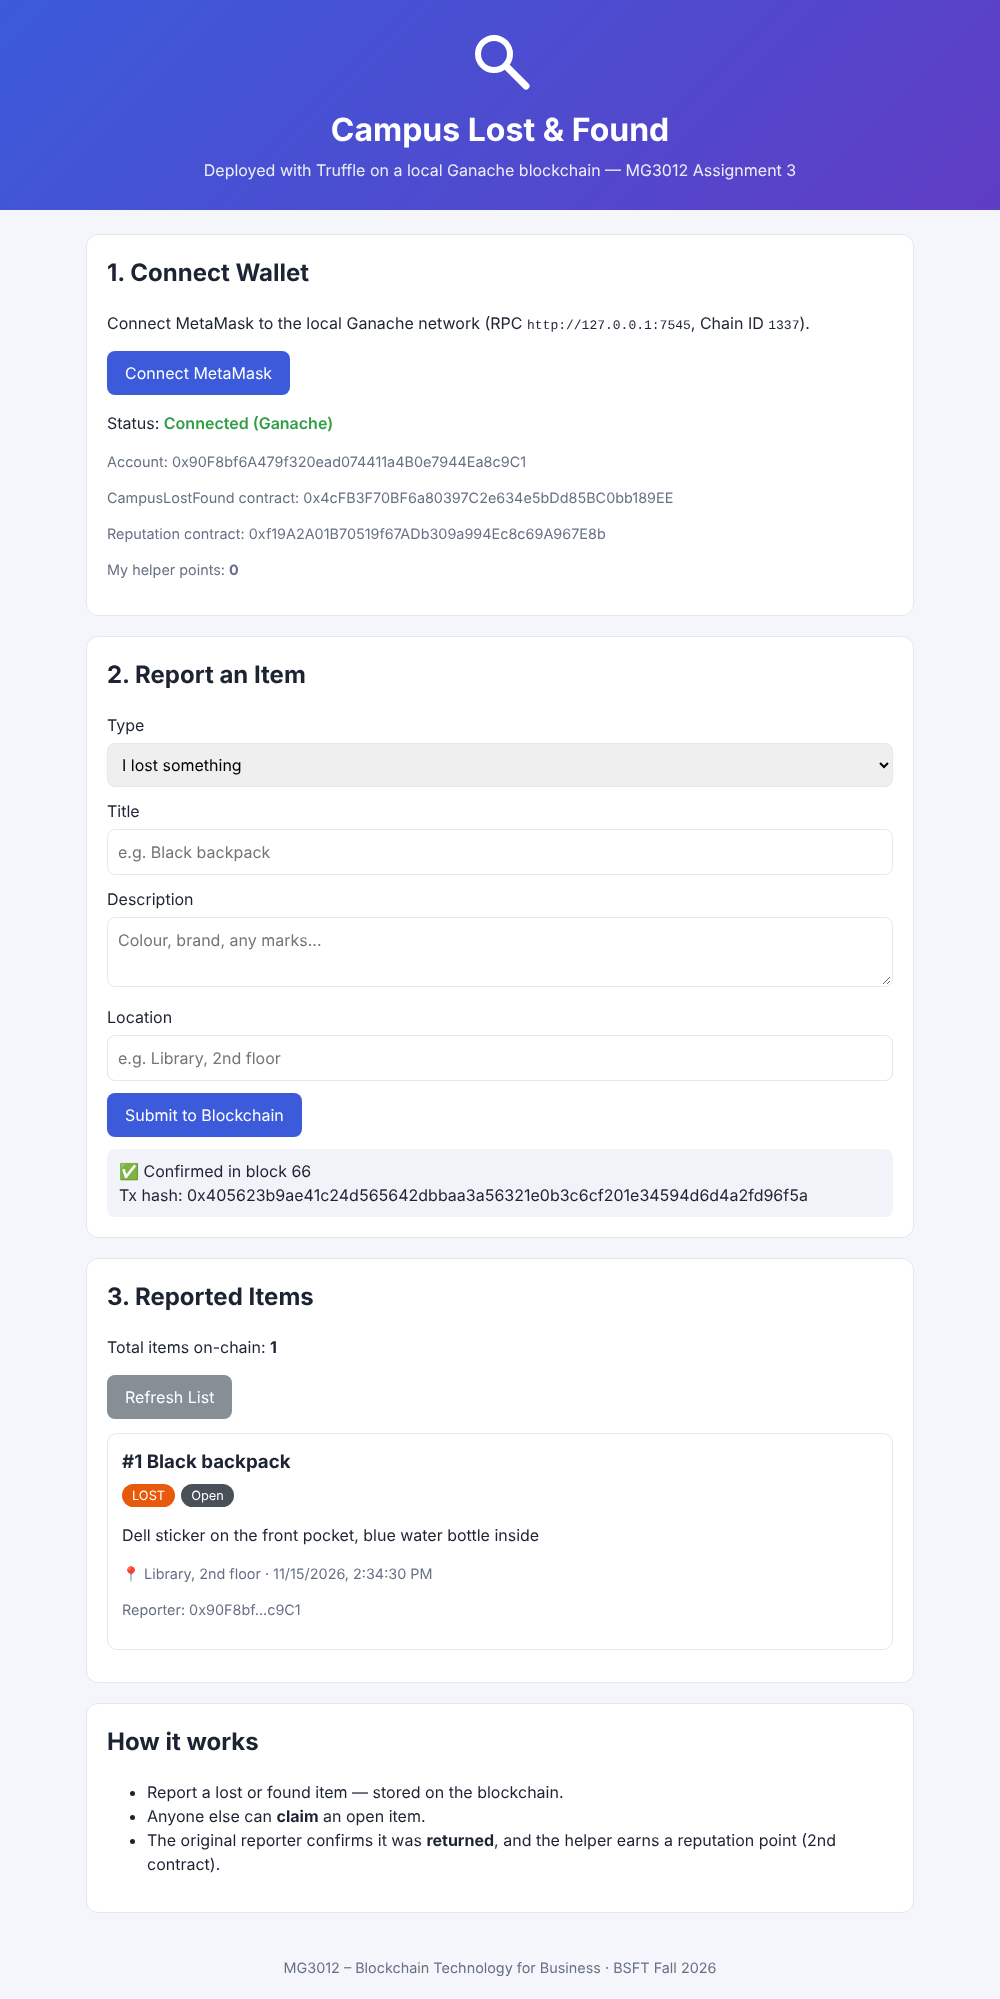 Campus Lost & Found
Deployed with Truffle on a local Ganache blockchain — MG3012 Assignment 3
1. Connect Wallet
Connect MetaMask to the local Ganache network (RPC http://127.0.0.1:7545, Chain ID 1337).
Connect MetaMask
Status: Connected (Ganache)
Account: 0x90F8bf6A479f320ead074411a4B0e7944Ea8c9C1
CampusLostFound contract: 0x4cFB3F70BF6a80397C2e634e5bDd85BC0bb189EE
Reputation contract: 0xf19A2A01B70519f67ADb309a994Ec8c69A967E8b
My helper points: 0
2. Report an Item
Type
I lost something
Title
e.g. Black backpack
Description
Colour, brand, any marks...
Location
e.g. Library, 2nd floor
Submit to Blockchain
✅ Confirmed in block 66
Tx hash: 0x405623b9ae41c24d565642dbbaa3a56321e0b3c6cf201e34594d6d4a2fd96f5a
3. Reported Items
Total items on-chain: 1
Refresh List
#1 Black backpack
LOST Open
Dell sticker on the front pocket, blue water bottle inside
📍 Library, 2nd floor · 11/15/2026, 2:34:30 PM
Reporter: 0x90F8bf...c9C1
How it works
• Report a lost or found item — stored on the blockchain.
• Anyone else can claim an open item.
• The original reporter confirms it was returned, and the helper earns a reputation point (2nd
contract).
MG3012 – Blockchain Technology for Business · BSFT Fall 2026